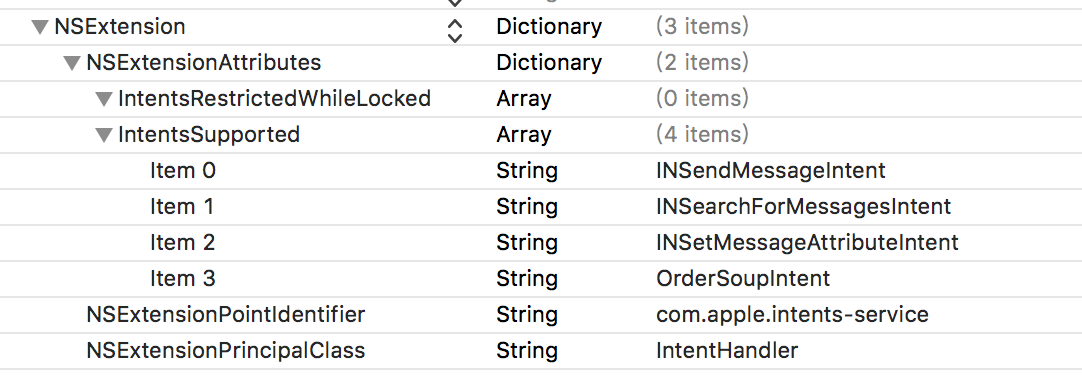 NSExtension Dictionary (3 items)
NSExtensionAttributes Dictionary (2 items)
IntentsRestrictedWhileLocked Array (0 items)
IntentsSupported Array (4 items)
Item 0 String INSendMessageIntent
Item 1 String INSearchForMessagesIntent
Item 2 String INSetMessageAttributeIntent
Item 3 String OrderSoupIntent
NSExtensionPointIdentifier String com.apple.intents-service
NSExtensionPrincipalClass String IntentHandler